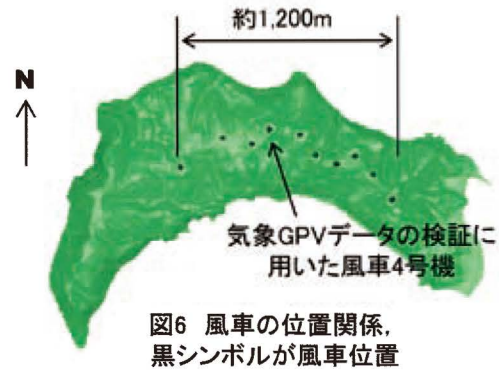 約1,200m
N
気象GPVデータの検証に
用いた風車4号機
図6 風車の位置関係,
黒シンボルが風車位置